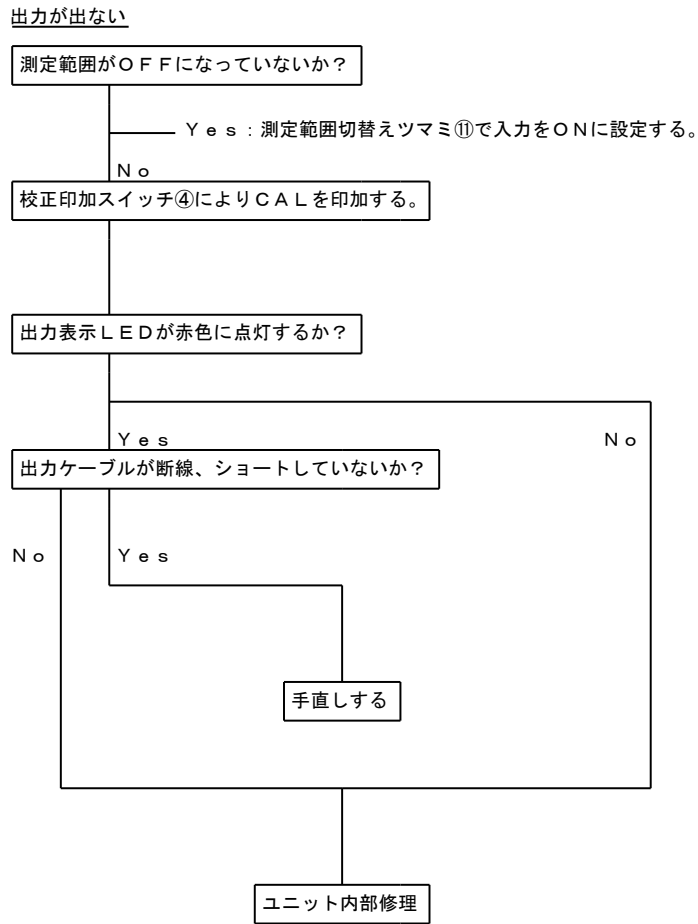 出力が出ない
測定範囲がＯＦＦになっていないか？
Ｙｅｓ：測定範囲切替えツマミ⑪で入力をＯＮに設定する。
Ｎｏ
校正印加スイッチ④によりＣＡＬを印加する。
出力表示ＬＥＤが赤色に点灯するか？
Ｙｅｓ Ｎｏ
出力ケーブルが断線、ショートしていないか？
Ｎｏ Ｙｅｓ
手直しする
ユニット内部修理